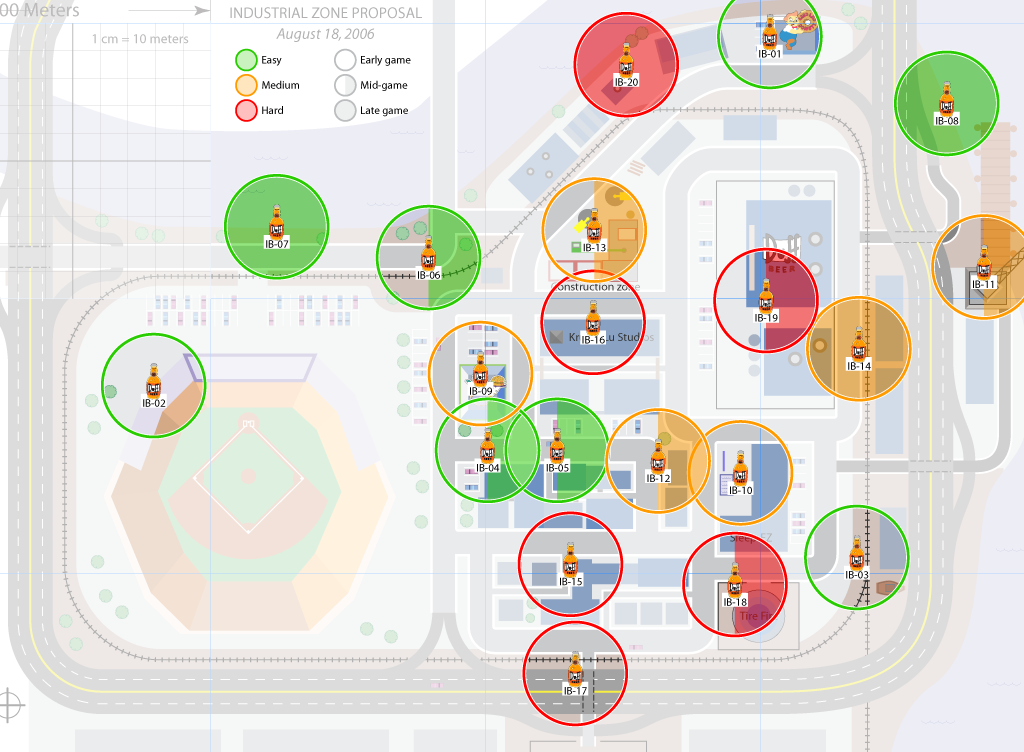 00 Meters
INDUSTRIAL ZONE PROPOSAL
August 18, 2006
1 cm = 10 meters
Easy
Early game
Medium
Mid-game
Hard
Late game
IB-01
IB-20
IB-08
IB-07
IB-06
IB-13
IB-11
Construction zone
Duff
BEER
IB-19
IB-16
Studios
IB-14
IB-02
IB-09
IB-04
IB-05
IB-12
IB-10
IB-15
IB-03
IB-18
Tire
IB-17